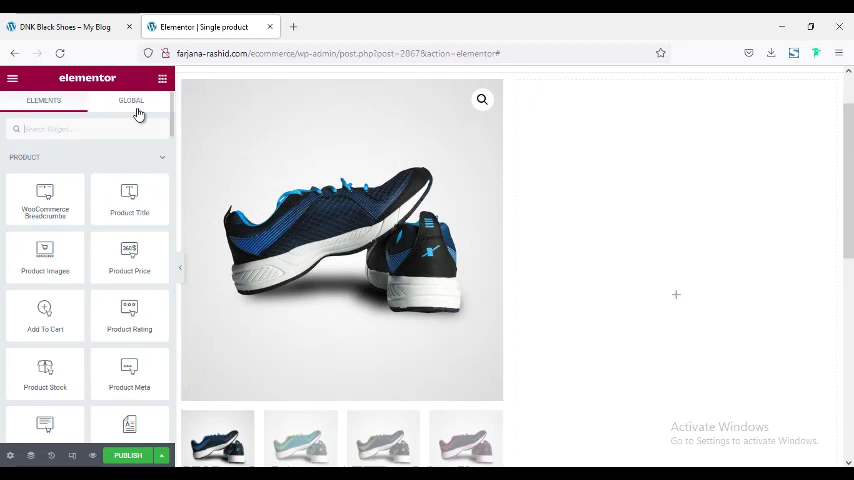 DNK Black Shoes – My Blog
Elementor | Single product
farjana-rashid.com/ecommerce/wp-admin/post.php?post=2867&action=elementor#
elementor
ELEMENTS
GLOBAL
Search Widget...
PRODUCT
WooCommerce
Breadcrumbs
Product Title
Product Images
Product Price
Add To Cart
Product Rating
Product Stock
Product Meta
PUBLISH
Activate Windows
Go to Settings to activate Windows.